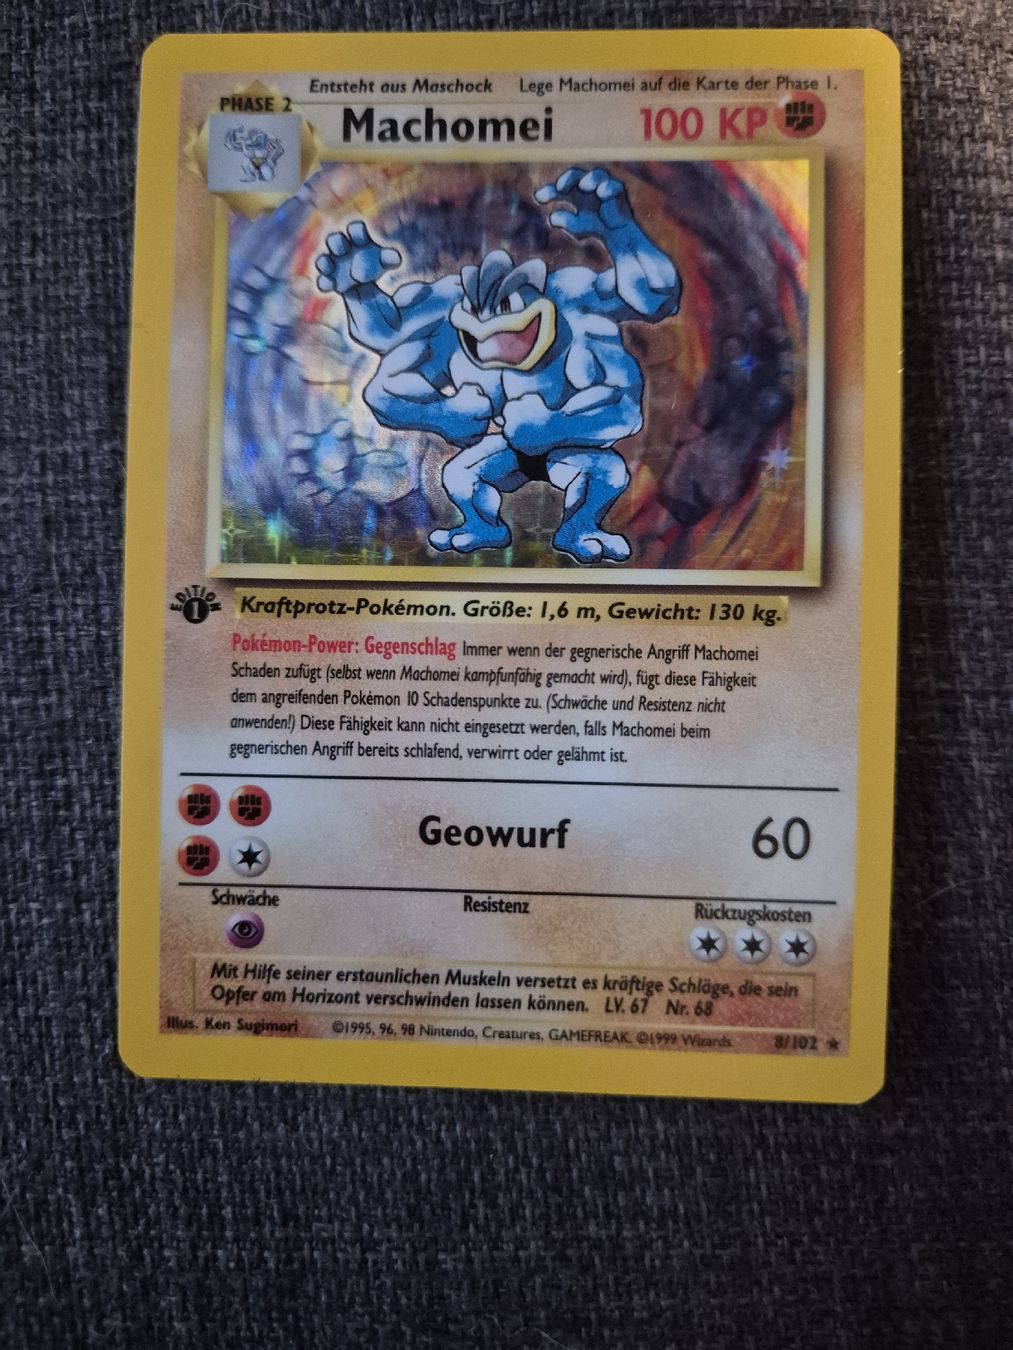 Entsteht aus Maschock Lege Machomei auf die Karte der Phase 1.
PHASE 2
Machomei 100 KP
EDITION 1
Kraftprotz-Pokémon. Größe: 1,6 m, Gewicht: 130 kg.
Pokémon-Power: Gegenschlag Immer wenn der gegnerische Angriff Machomei
Schaden zufügt (selbst wenn Machomei kampfunfähig gemacht wird), fügt diese Fähigkeit
dem angreifenden Pokémon 10 Schadenspunkte zu. (Schwäche und Resistenz nicht
anwenden!) Diese Fähigkeit kann nicht eingesetzt werden, falls Machomei beim
gegnerischen Angriff bereits schlafend, verwirrt oder gelähmt ist.
Geowurf 60
Schwäche Resistenz Rückzugskosten
Mit Hilfe seiner erstaunlichen Muskeln versetzt es kräftige Schläge, die sein
Opfer am Horizont verschwinden lassen können. LV. 67 Nr. 68
Illus. Ken Sugimori ©1995, 96, 98 Nintendo, Creatures, GAMEFREAK. ©1999 Wizards. 8/102 ★